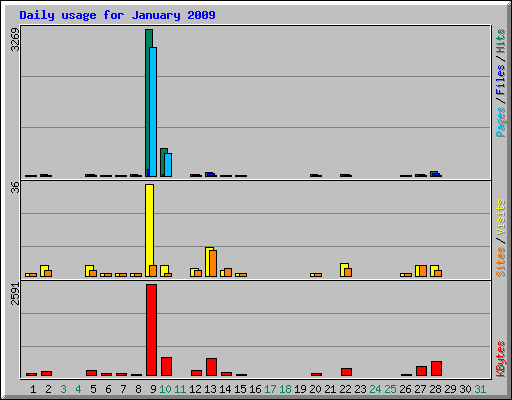 Daily usage for January 2009
3269
Pages / Files / Hits
36
Sites / Visits
2591
KBytes
1 2 3 4 5 6 7 8 9 10 11 12 13 14 15 16 17 18 19 20 21 22 23 24 25 26 27 28 29 30 31